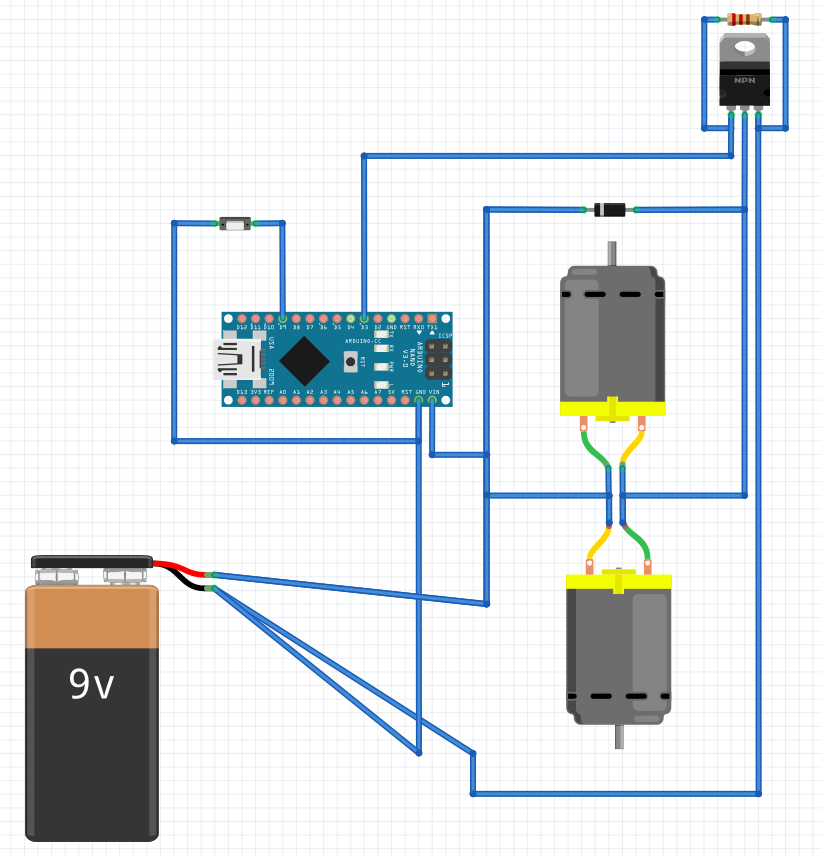 NPN
D12 D11 D10 D9 D8 D7 D6 D5 D4 D3 D2 GND RST RX0 TX1
ARDUINO.CC
ICSP
USA
2009
RST
ARDUINO
NANO
V3.0
1
D13 3V3 REF A0 A1 A2 A3 A4 A5 A6 A7 5V RST GND VIN
9v